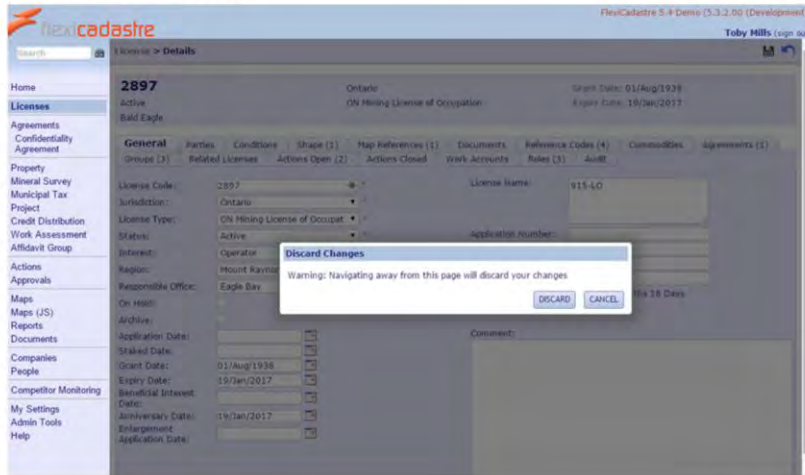 FlexiCadastre 5.4 Demo (5.3.2.00 (Development
flexicadastre
Toby Mills (sign ou
Search
License > Details
Home
Licenses
Agreements
Confidentiality
Agreement
Property
Mineral Survey
Municipal Tax
Project
Credit Distribution
Work Assessment
Affidavit Group
Actions
Approvals
Maps
Maps (JS)
Reports
Documents
Companies
People
Competitor Monitoring
My Settings
Admin Tools
Help
2897 Ontario Grant Date: 01/Aug/1938
Active ON Mining License of Occupation Expiry Date: 19/Jan/2017
Bald Eagle
General Parties Conditions Shape (1) Map References (1) Documents Reference Codes (4) Commodities Agreements (1)
Groups (3) Related Licenses Actions Open (2) Actions Closed Work Accounts Roles (3) Audit
License Code: 2897 * License Name: 915-LO
Jurisdiction: Ontario *
License Type: ON Mining License of Occupat *
Status: Active * Application Number:
Interest: Operator
Region: Mount Raynor
Responsible Office: Eagle Bay 18 Days
On Hold:
Archive:
Application Date: Comment:
Staked Date:
Grant Date: 01/Aug/1938
Expiry Date: 19/Jan/2017
Beneficial Interest
Date:
Anniversary Date: 19/Jan/2017
Enlargement
Application Date:
Discard Changes
Warning: Navigating away from this page will discard your changes
DISCARD CANCEL